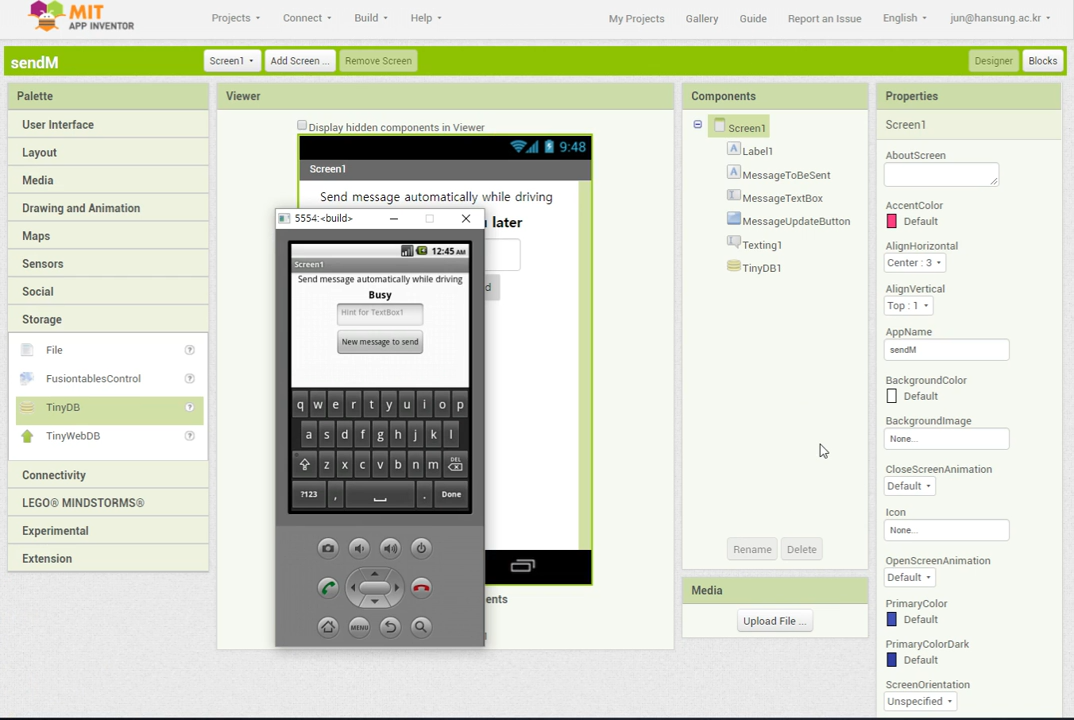 MIT
APP INVENTOR
Projects
Connect
Build
Help
My Projects
Gallery
Guide
Report an Issue
English
jun@hansung.ac.kr
sendM
Screen1
Add Screen ...
Remove Screen
Designer
Blocks
Palette
User Interface
Layout
Media
Drawing and Animation
Maps
Sensors
Social
Storage
File
?
FusiontablesControl
?
TinyDB
?
TinyWebDB
?
Connectivity
LEGO® MINDSTORMS®
Experimental
Extension
Viewer
Display hidden components in Viewer
9:48
Screen1
Send message automatically while driving
later
d
ents
5554:<build>
12:45 AM
Screen1
Send message automatically while driving
Busy
Hint for TextBox1
New message to send
q w e r t y u i o p
a s d f g h j k l
z x c v b n m DEL
?123 , . Done
MENU
Components
Screen1
Label1
MessageToBeSent
MessageTextBox
MessageUpdateButton
Texting1
TinyDB1
Rename
Delete
Media
Upload File ...
Properties
Screen1
AboutScreen
AccentColor
Default
AlignHorizontal
Center : 3
AlignVertical
Top : 1
AppName
sendM
BackgroundColor
Default
BackgroundImage
None...
CloseScreenAnimation
Default
Icon
None...
OpenScreenAnimation
Default
PrimaryColor
Default
PrimaryColorDark
Default
ScreenOrientation
Unspecified